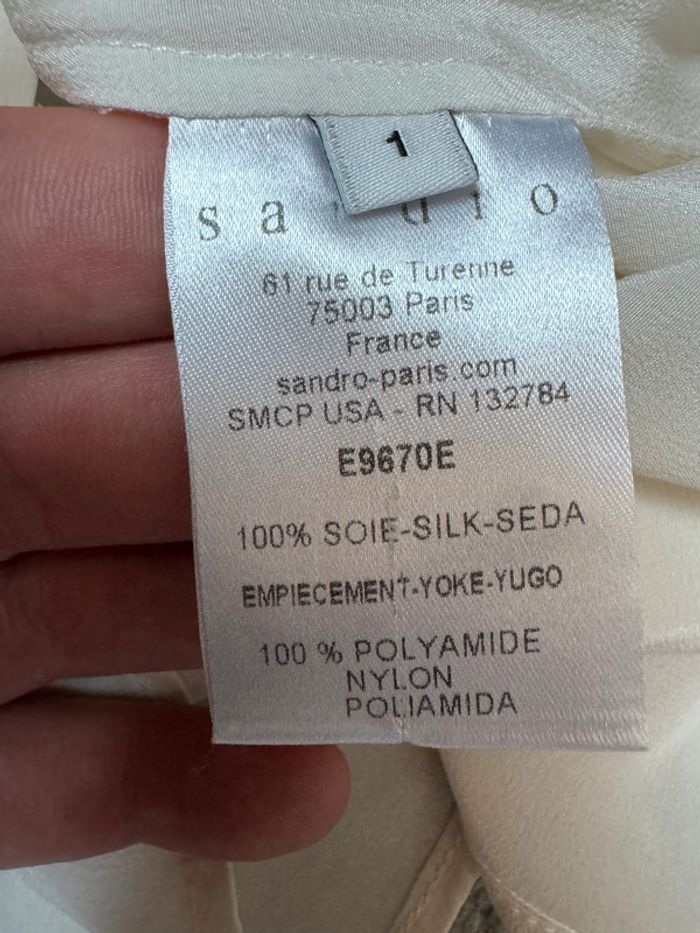 1
sa d r o
61 rue de Turenne
75003 Paris
France
sandro-paris.com
SMCP USA - RN 132784
E9670E
100% SOIE-SILK-SEDA
EMPIECEMENT-YOKE-YUGO
100 % POLYAMIDE
NYLON
POLIAMIDA